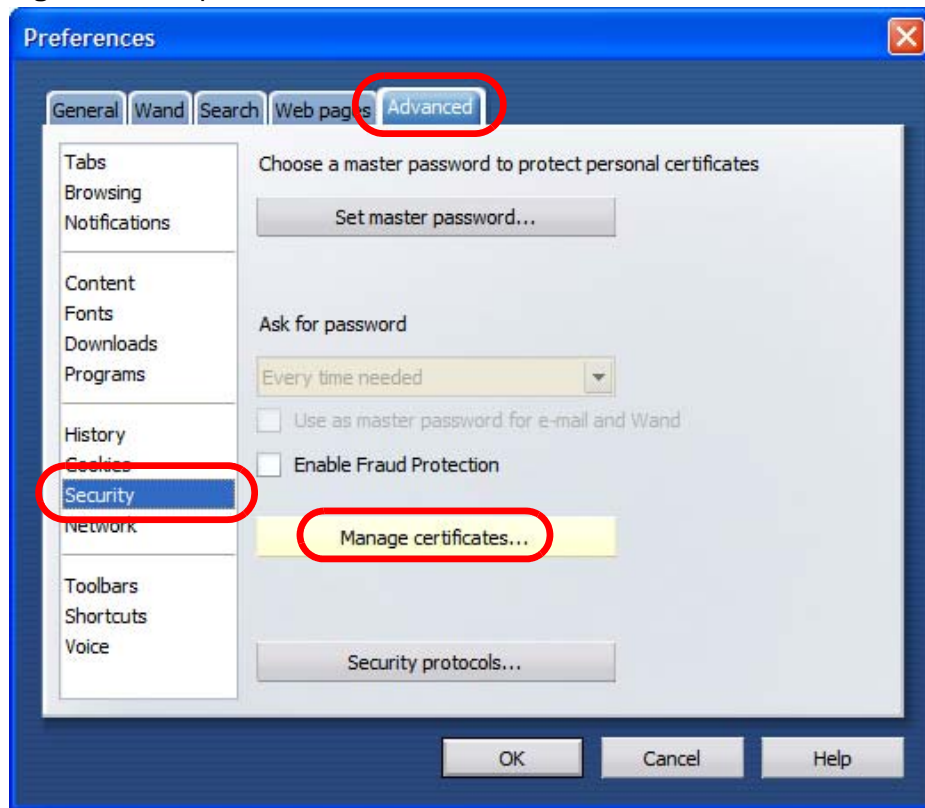 Preferences
General Wand Search Web pages Advanced
Tabs
Browsing
Notifications
Content
Fonts
Downloads
Programs
History
Cookies
Security
Network
Toolbars
Shortcuts
Voice
Choose a master password to protect personal certificates
Set master password...
Ask for password
Every time needed
Use as master password for e-mail and Wand
Enable Fraud Protection
Manage certificates...
Security protocols...
OK Cancel Help